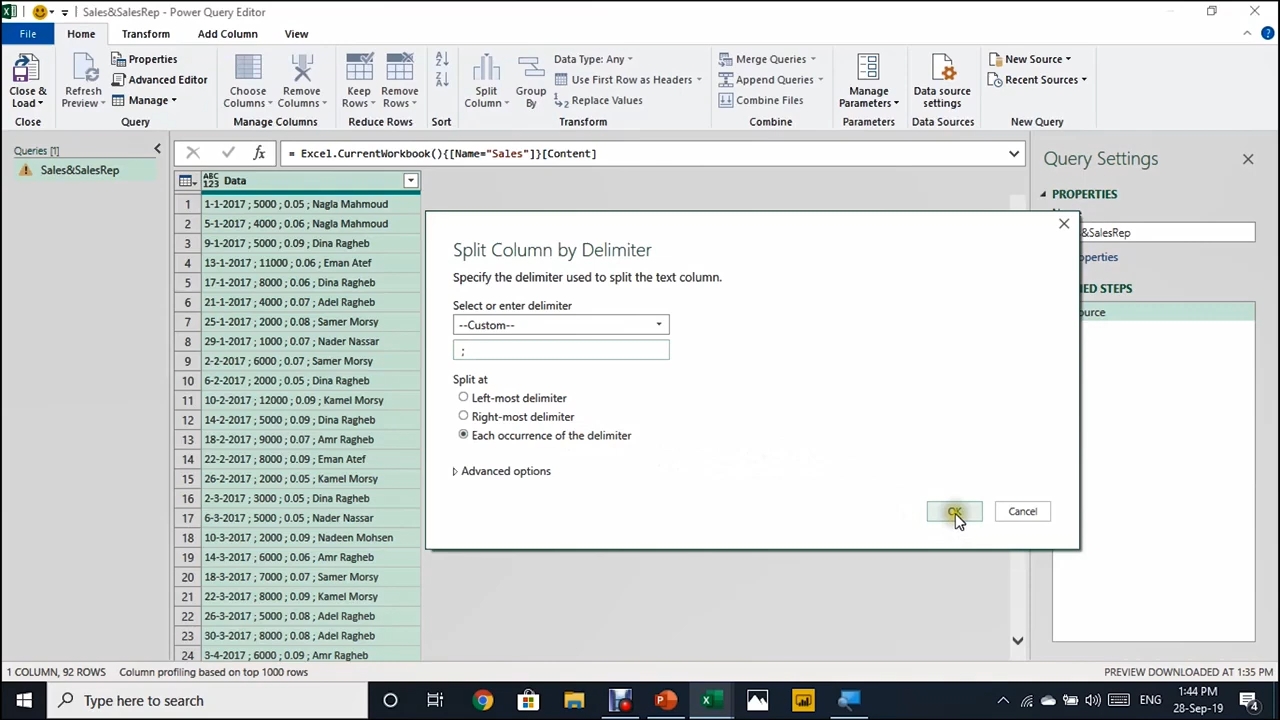 Sales&SalesRep - Power Query Editor
File
Home
Transform
Add Column
View
Close &
Load
Close
Refresh
Preview
Properties
Advanced Editor
Manage
Query
Choose
Columns
Remove
Columns
Manage Columns
Keep
Rows
Remove
Rows
Reduce Rows
Sort
Split
Column
Group
By
Data Type: Any
Use First Row as Headers
Replace Values
Transform
Merge Queries
Append Queries
Combine Files
Combine
Manage
Parameters
Parameters
Data source
settings
Data Sources
New Source
Recent Sources
New Query
Queries [1]
Sales&SalesRep
fx
= Excel.CurrentWorkbook(){[Name="Sales"]}[Content]
ABC
123
Data
1 1-1-2017 ; 5000 ; 0.05 ; Nagla Mahmoud
2 5-1-2017 ; 4000 ; 0.06 ; Nagla Mahmoud
3 9-1-2017 ; 5000 ; 0.09 ; Dina Ragheb
4 13-1-2017 ; 11000 ; 0.06 ; Eman Atef
5 17-1-2017 ; 8000 ; 0.06 ; Dina Ragheb
6 21-1-2017 ; 4000 ; 0.07 ; Adel Ragheb
7 25-1-2017 ; 2000 ; 0.08 ; Samer Morsy
8 29-1-2017 ; 1000 ; 0.07 ; Nader Nassar
9 2-2-2017 ; 6000 ; 0.07 ; Samer Morsy
10 6-2-2017 ; 2000 ; 0.05 ; Dina Ragheb
11 10-2-2017 ; 12000 ; 0.09 ; Kamel Morsy
12 14-2-2017 ; 5000 ; 0.09 ; Dina Ragheb
13 18-2-2017 ; 9000 ; 0.07 ; Amr Ragheb
14 22-2-2017 ; 8000 ; 0.09 ; Eman Atef
15 26-2-2017 ; 2000 ; 0.05 ; Kamel Morsy
16 2-3-2017 ; 3000 ; 0.05 ; Dina Ragheb
17 6-3-2017 ; 5000 ; 0.05 ; Nader Nassar
18 10-3-2017 ; 2000 ; 0.09 ; Nadeen Mohsen
19 14-3-2017 ; 6000 ; 0.06 ; Amr Ragheb
20 18-3-2017 ; 7000 ; 0.07 ; Samer Morsy
21 22-3-2017 ; 8000 ; 0.09 ; Kamel Morsy
22 26-3-2017 ; 5000 ; 0.08 ; Adel Ragheb
23 30-3-2017 ; 8000 ; 0.08 ; Adel Ragheb
24 3-4-2017 ; 6000 ; 0.09 ; Amr Ragheb
Split Column by Delimiter
Specify the delimiter used to split the text column.
Select or enter delimiter
--Custom--
;
Split at
Left-most delimiter
Right-most delimiter
Each occurrence of the delimiter
Advanced options
OK
Cancel
Query Settings
PROPERTIES
&SalesRep
operties
ED STEPS
ource
1 COLUMN, 92 ROWS
Column profiling based on top 1000 rows
PREVIEW DOWNLOADED AT 1:35 PM
Type here to search
ENG
1:44 PM
28-Sep-19
4